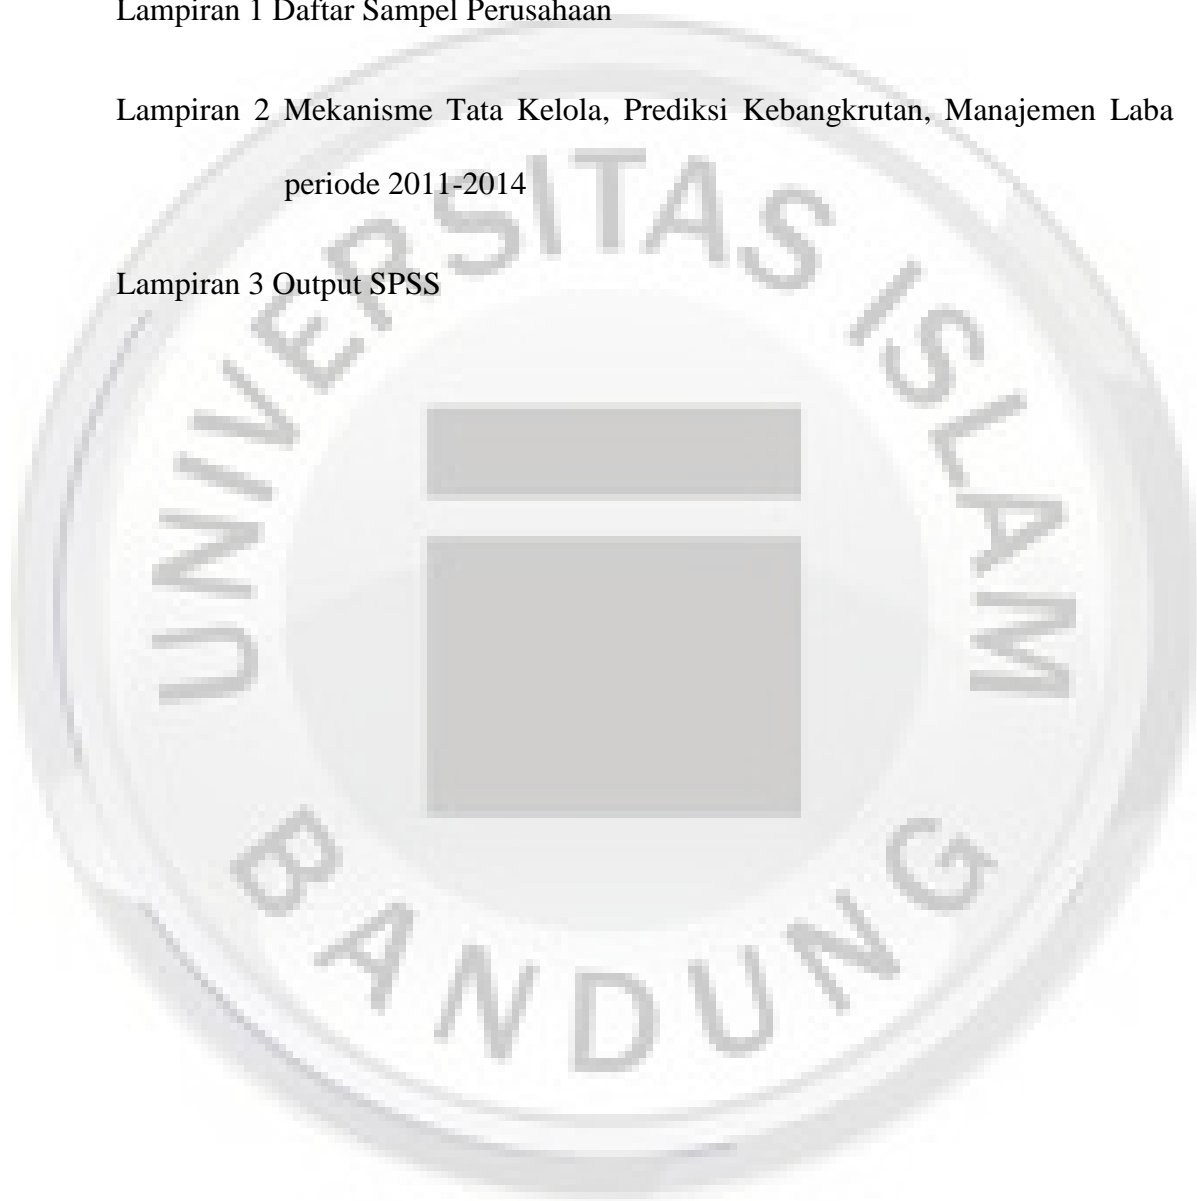 Lampiran 1 Daftar Sampel Perusahaan
Lampiran 2 Mekanisme Tata Kelola, Prediksi Kebangkrutan, Manajemen Laba
periode 2011-2014
Lampiran 3 Output SPSS
UNIVERSITAS ISLAM
BANDUNG